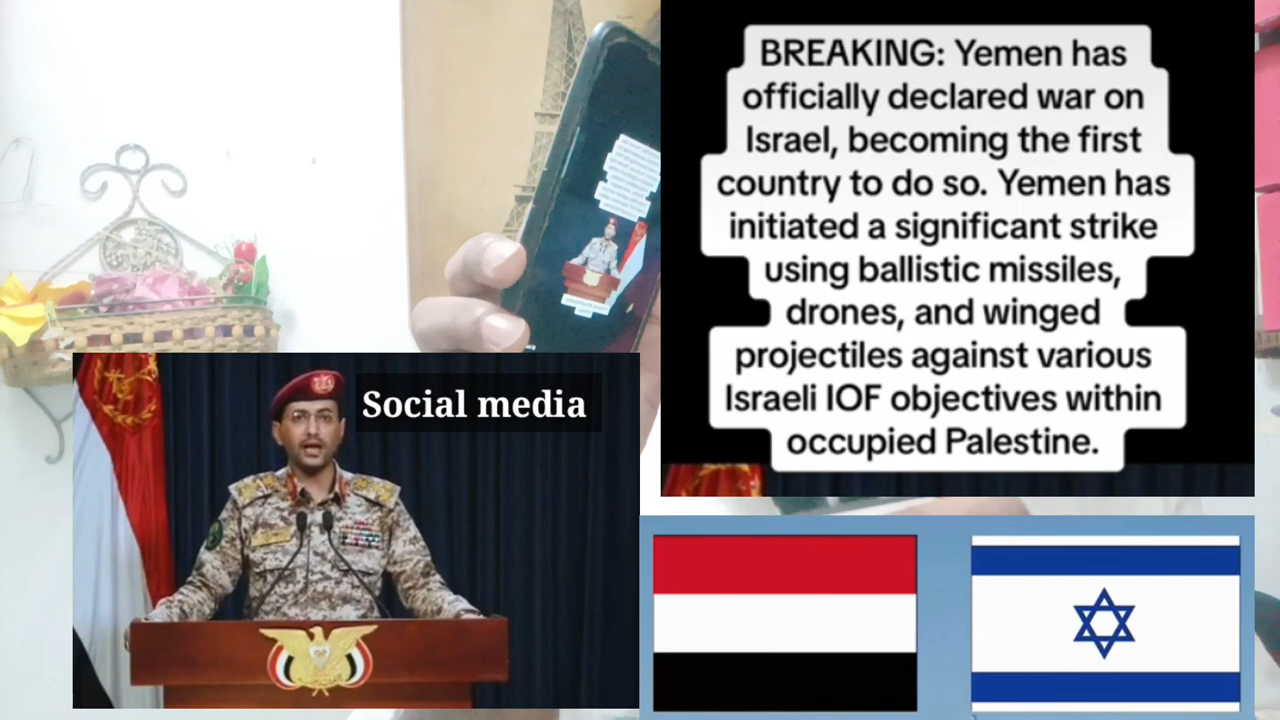 BREAKING: Yemen has
officially declared war on
Israel, becoming the first
country to do so. Yemen has
initiated a significant strike
using ballistic missiles,
drones, and winged
projectiles against various
Israeli IOF objectives within
occupied Palestine.
Social media